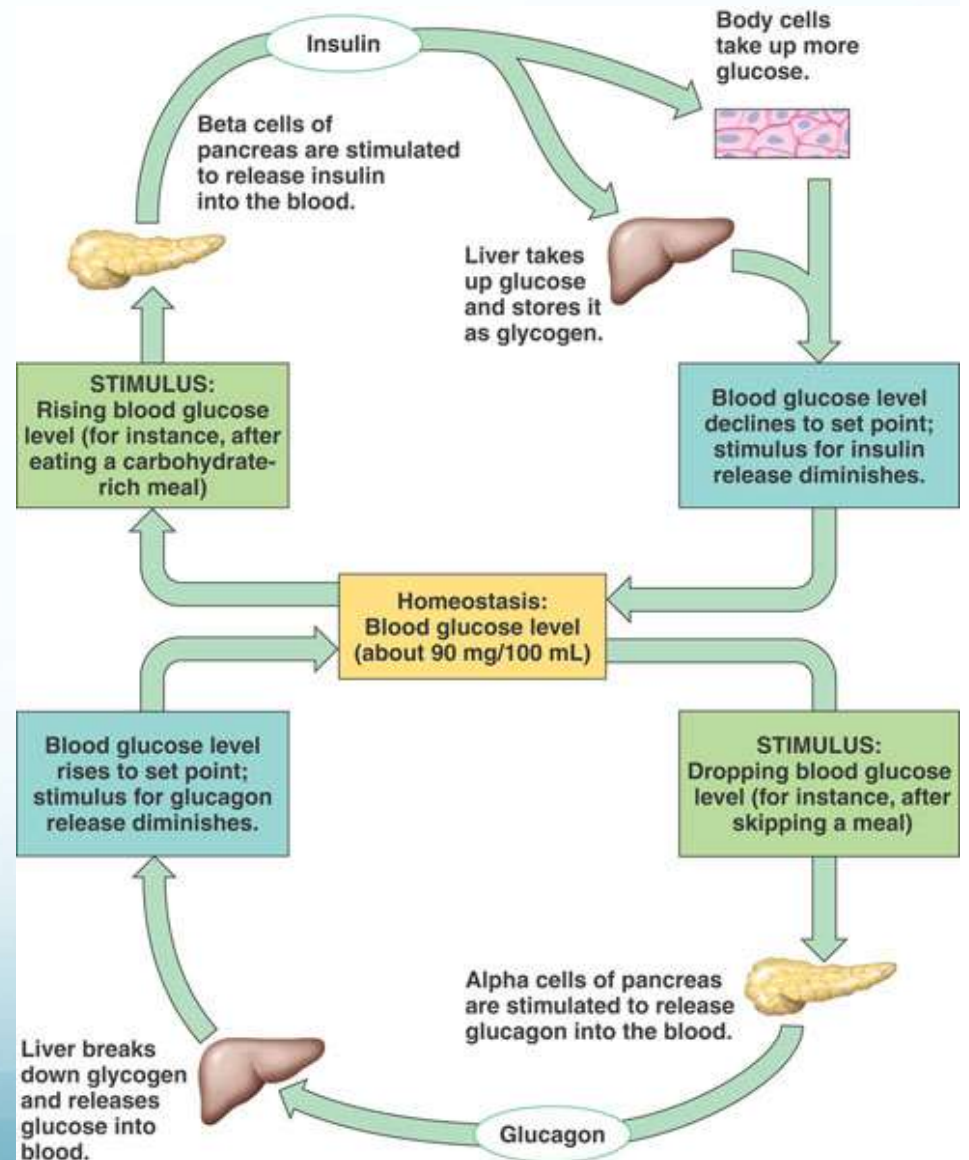 Insulin
Body cells
take up more
glucose.
Beta cells of
pancreas are stimulated
to release insulin
into the blood.
Liver takes
up glucose
and stores it
as glycogen.
STIMULUS:
Rising blood glucose
level (for instance, after
eating a carbohydrate-
rich meal)
Blood glucose level
declines to set point;
stimulus for insulin
release diminishes.
Homeostasis:
Blood glucose level
(about 90 mg/100 mL)
Blood glucose level
rises to set point;
stimulus for glucagon
release diminishes.
STIMULUS:
Dropping blood glucose
level (for instance, after
skipping a meal)
Alpha cells of pancreas
are stimulated to release
glucagon into the blood.
Liver breaks
down glycogen
and releases
glucose into
blood.
Glucagon